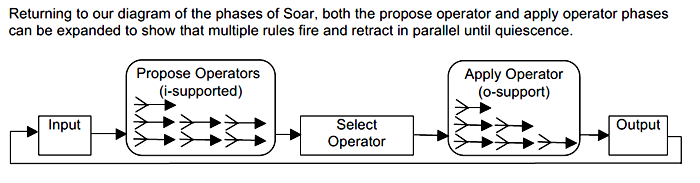 Returning to our diagram of the phases of Soar, both the propose operator and apply operator phases
can be expanded to show that multiple rules fire and retract in parallel until quiescence.
Propose Operators
(i-supported)
Apply Operator
(o-support)
Input
Select
Operator
Output